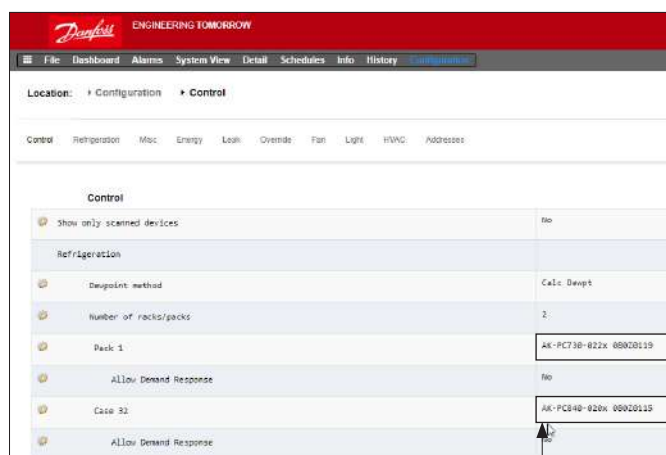 Danfoss ENGINEERING TOMORROW
File Dashboard Alarms System View Detail Schedules Info History Configuration
Location: Configuration Control
Control Refrigeration Misc Energy Leak Override Fan Light HVAC Addresses
Control
Show only scanned devices No
Refrigeration
Dewpoint method Calc Dewpt
Number of racks/packs 2
Pack 1 AK-PC730-022x 080Z0119
Allow Demand Response No
Case 32 AK-PC840-020x 080Z0115
Allow Demand Response